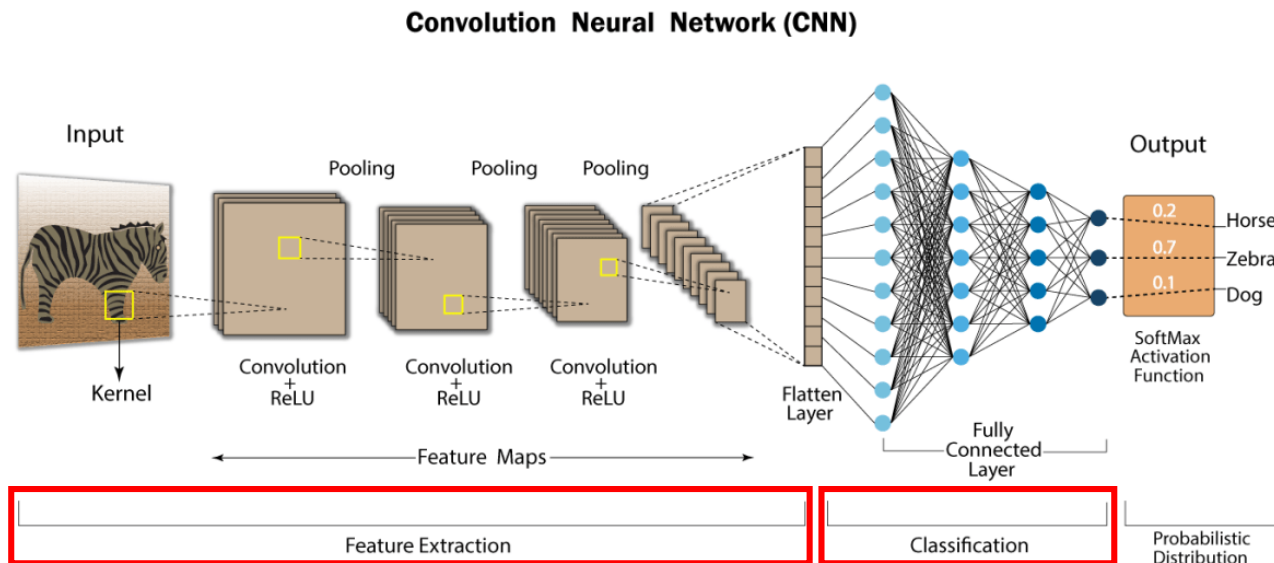 Convolution Neural Network (CNN)
Input
Pooling
Pooling
Pooling
Output
0.2
Horse
0.7
Zebra
0.1
Dog
Kernel
Convolution
+
ReLU
Convolution
+
ReLU
Convolution
+
ReLU
Flatten
Layer
SoftMax
Activation
Function
Feature Maps
Fully
Connected
Layer
Feature Extraction
Classification
Probabilistic
Distribution